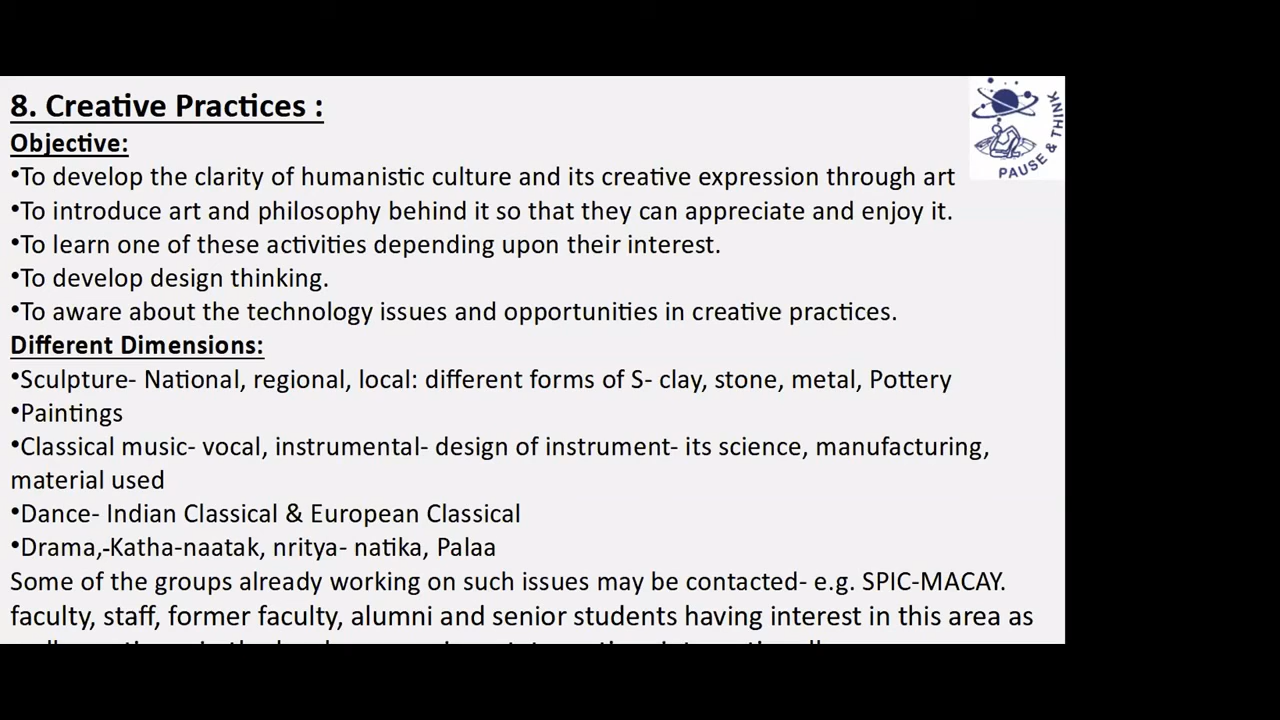 8. Creative Practices :
PAUSE & THINK
Objective:
•To develop the clarity of humanistic culture and its creative expression through art
•To introduce art and philosophy behind it so that they can appreciate and enjoy it.
•To learn one of these activities depending upon their interest.
•To develop design thinking.
•To aware about the technology issues and opportunities in creative practices.
Different Dimensions:
•Sculpture- National, regional, local: different forms of S- clay, stone, metal, Pottery
•Paintings
•Classical music- vocal, instrumental- design of instrument- its science, manufacturing,
material used
•Dance- Indian Classical & European Classical
•Drama,-Katha-naatak, nritya- natika, Palaa
Some of the groups already working on such issues may be contacted- e.g. SPIC-MACAY.
faculty, staff, former faculty, alumni and senior students having interest in this area as